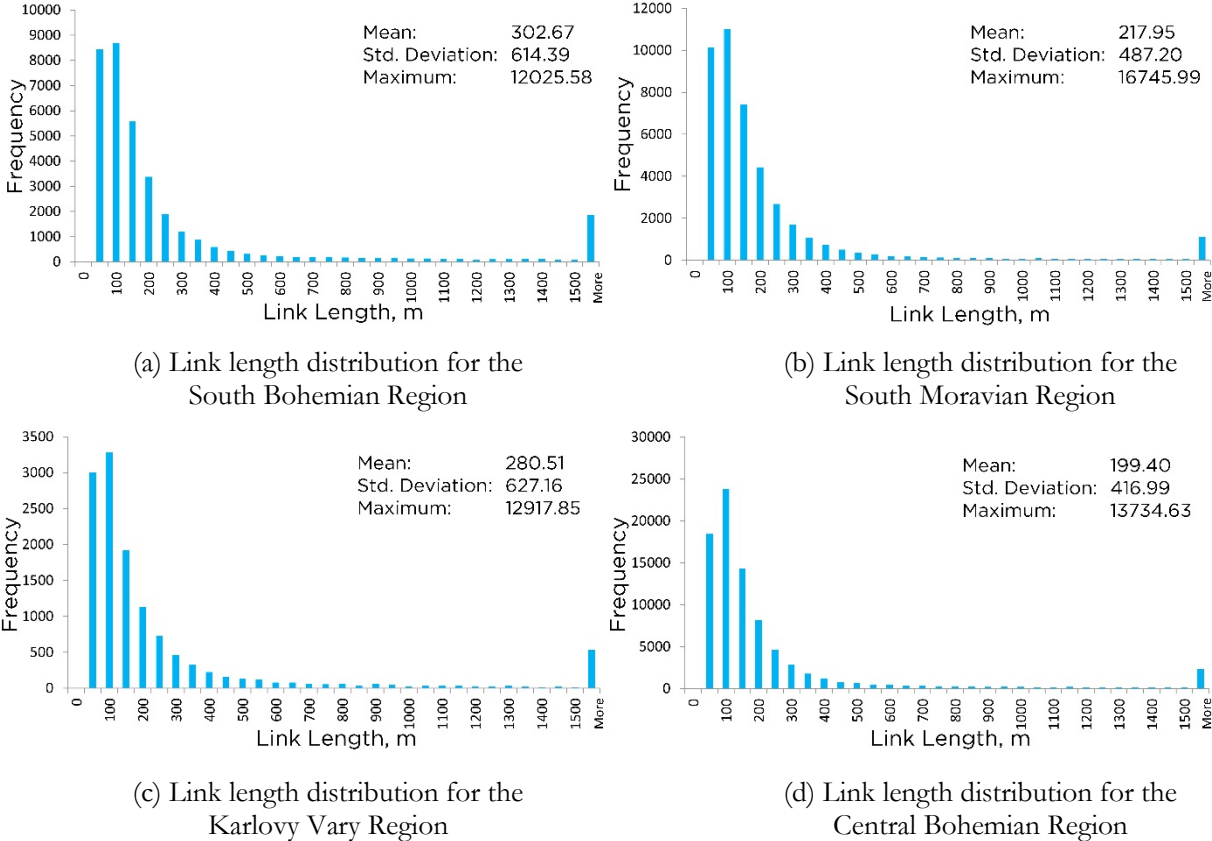 10000
9000
8000
7000
6000
5000
4000
3000
2000
1000
0
Frequency
Mean: 302.67
Std. Deviation: 614.39
Maximum: 12025.58
0 100 200 300 400 500 600 700 800 900 1000 1100 1200 1300 1400 1500 More
Link Length, m
(a) Link length distribution for the
South Bohemian Region
12000
10000
8000
6000
4000
2000
0
Frequency
Mean: 217.95
Std. Deviation: 487.20
Maximum: 16745.99
0 100 200 300 400 500 600 700 800 900 1000 1100 1200 1300 1400 1500 More
Link Length, m
(b) Link length distribution for the
South Moravian Region
3500
3000
2500
2000
1500
1000
500
0
Frequency
Mean: 280.51
Std. Deviation: 627.16
Maximum: 12917.85
0 100 200 300 400 500 600 700 800 900 1000 1100 1200 1300 1400 1500 More
Link Length, m
(c) Link length distribution for the
Karlovy Vary Region
30000
25000
20000
15000
10000
5000
0
Frequency
Mean: 199.40
Std. Deviation: 416.99
Maximum: 13734.63
0 100 200 300 400 500 600 700 800 900 1000 1100 1200 1300 1400 1500 More
Link Length, m
(d) Link length distribution for the
Central Bohemian Region